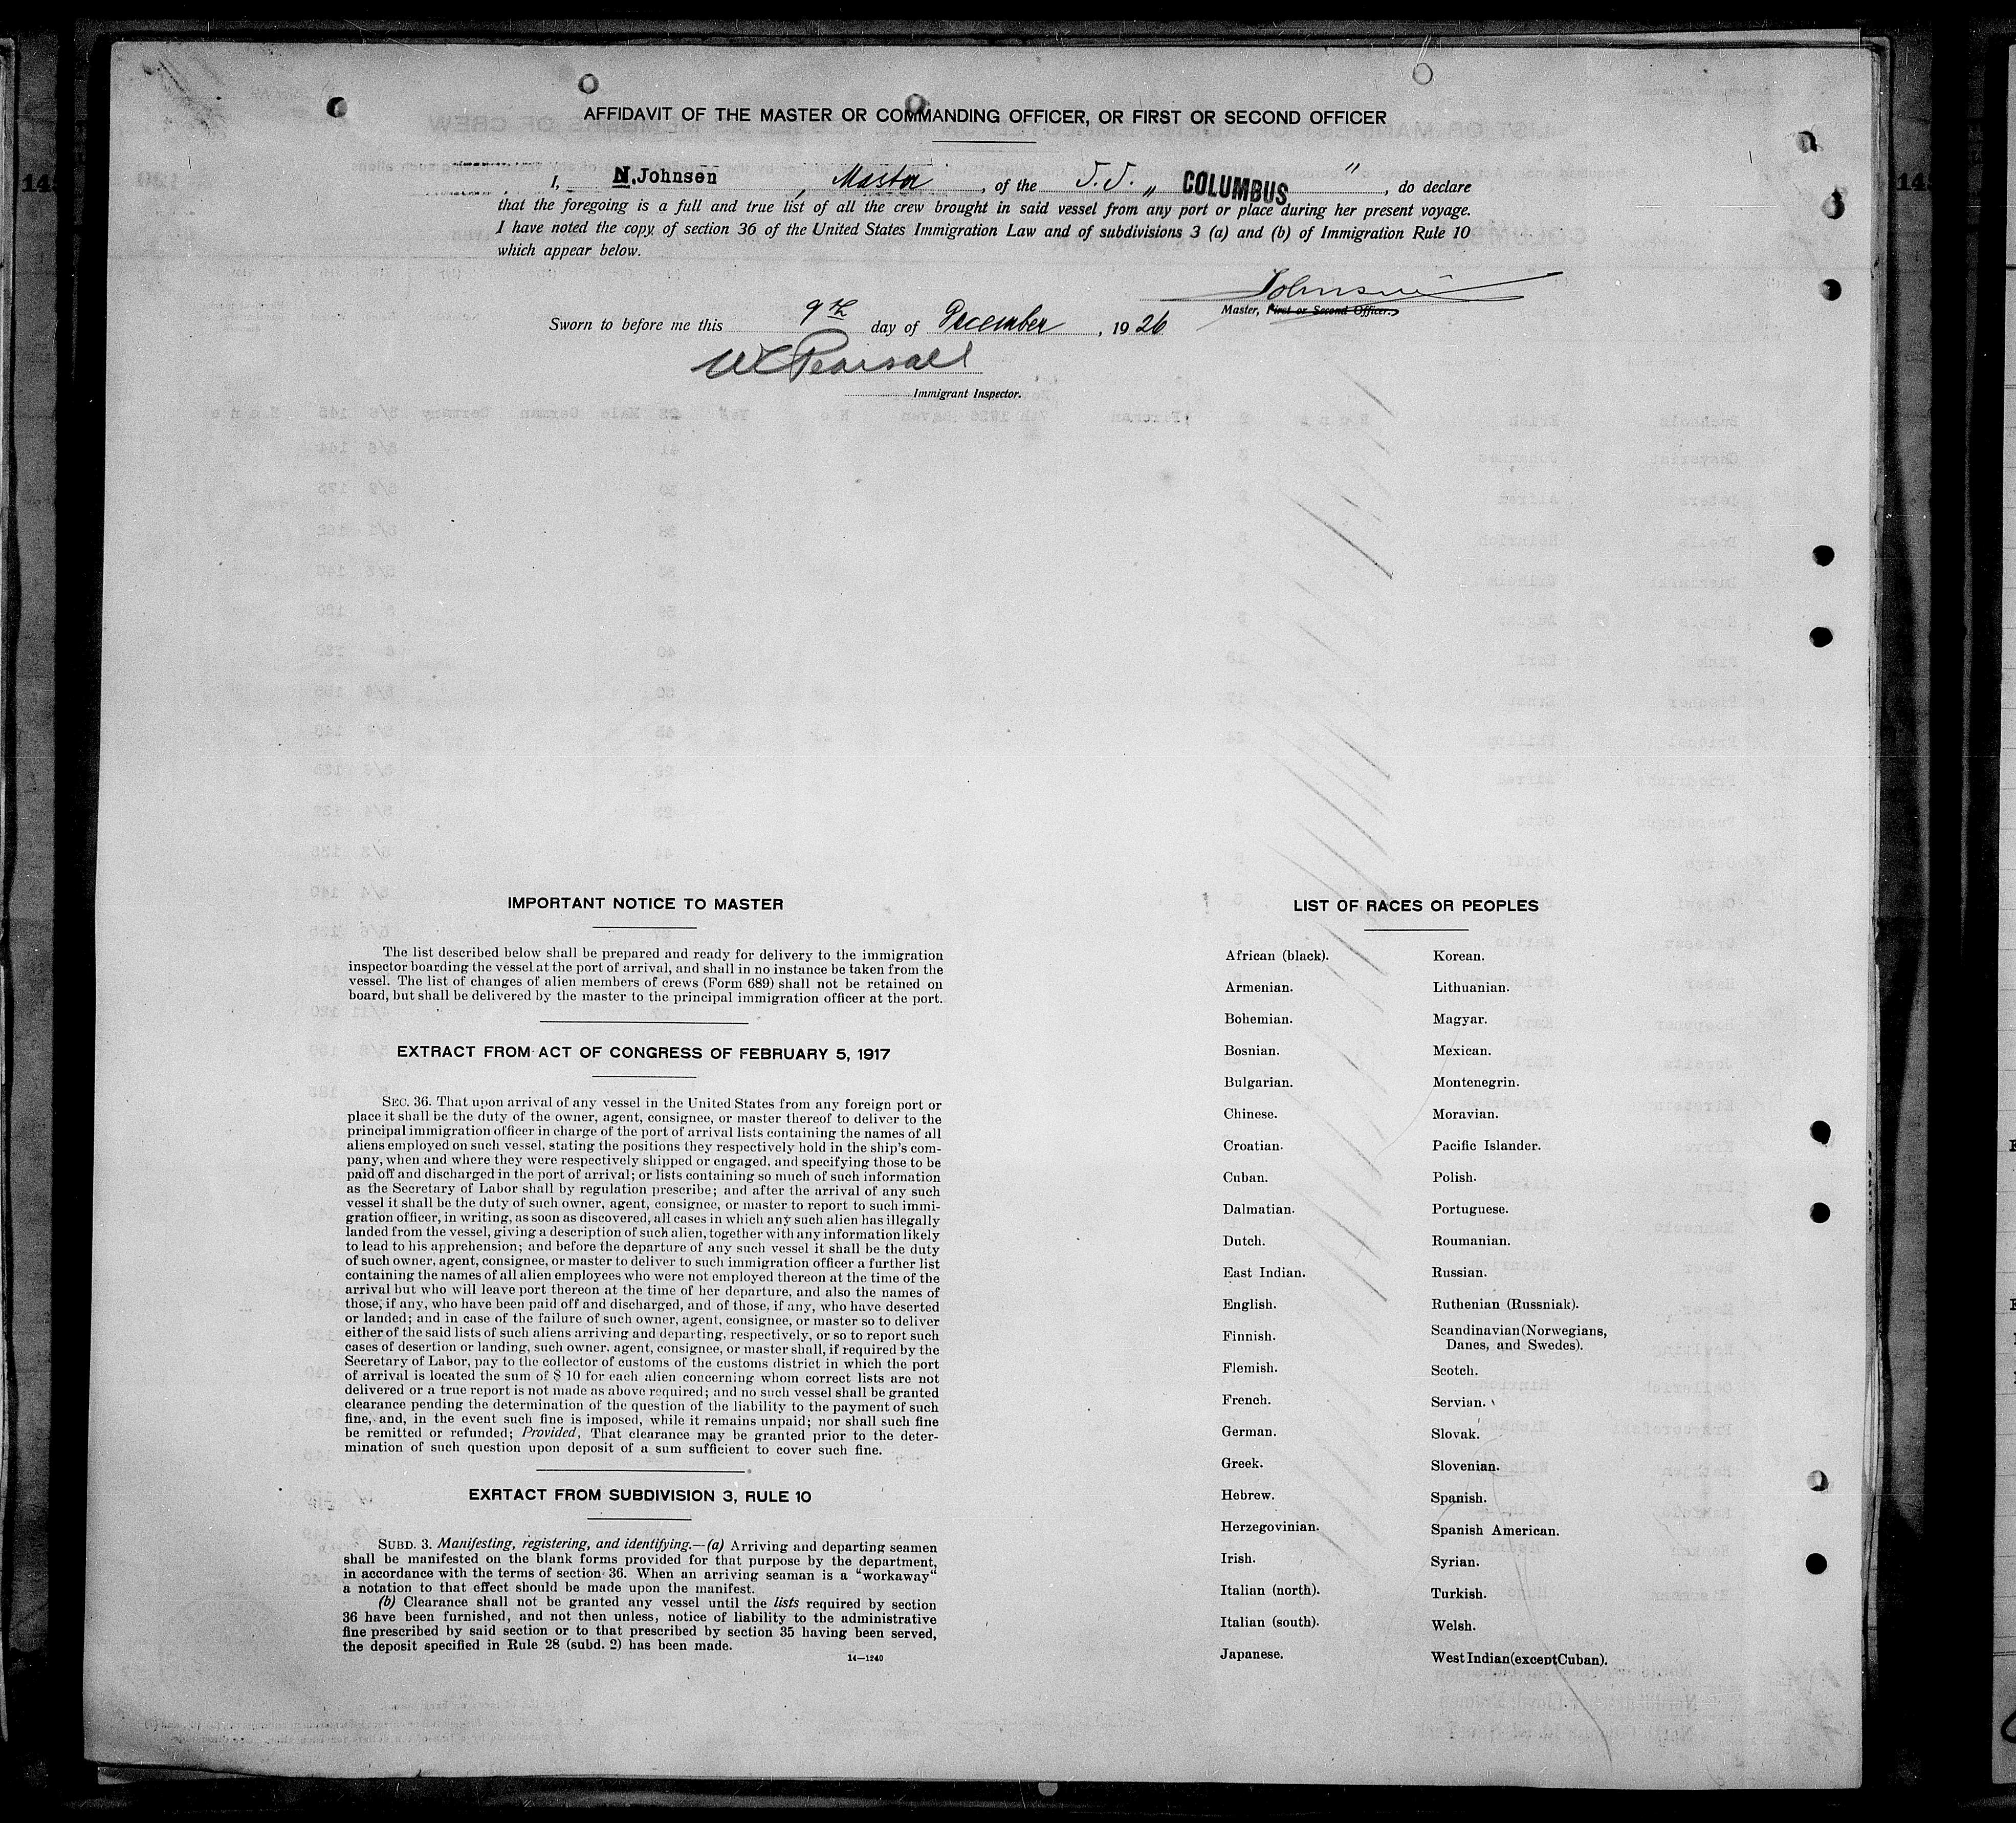 AFFIDAVIT OF THE MASTER OR COMMANDING OFFICER, OR FIRST OR SECOND OFFICER
I, N. Johnsen, Master, of the S.S. „ COLUMBUS ", do declare
that the foregoing is a full and true list of all the crew brought in said vessel from any port or place during her present voyage.
I have noted the copy of section 36 of the United States Immigration Law and of subdivisions 3 (a) and (b) of Immigration Rule 10
which appear below.
Johnsen
Master, First or Second Officer.
Sworn to before me this 9th day of December, 1926
WC Pearsall
Immigrant Inspector.
IMPORTANT NOTICE TO MASTER
The list described below shall be prepared and ready for delivery to the immigration
inspector boarding the vessel at the port of arrival, and shall in no instance be taken from the
vessel. The list of changes of alien members of crews (Form 689) shall not be retained on
board, but shall be delivered by the master to the principal immigration officer at the port.
EXTRACT FROM ACT OF CONGRESS OF FEBRUARY 5, 1917
SEC. 36. That upon arrival of any vessel in the United States from any foreign port or
place it shall be the duty of the owner, agent, consignee, or master thereof to deliver to the
principal immigration officer in charge of the port of arrival lists containing the names of all
aliens employed on such vessel, stating the positions they respectively hold in the ship's com-
pany, when and where they were respectively shipped or engaged, and specifying those to be
paid off and discharged in the port of arrival; or lists containing so much of such information
as the Secretary of Labor shall by regulation prescribe; and after the arrival of any such
vessel it shall be the duty of such owner, agent, consignee, or master to report to such immi-
gration officer, in writing, as soon as discovered, all cases in which any such alien has illegally
landed from the vessel, giving a description of such alien, together with any information likely
to lead to his apprehension; and before the departure of any such vessel it shall be the duty
of such owner, agent, consignee, or master to deliver to such immigration officer a further list
containing the names of all alien employees who were not employed thereon at the time of the
arrival but who will leave port thereon at the time of her departure, and also the names of
those, if any, who have been paid off and discharged, and of those, if any, who have deserted
or landed; and in case of the failure of such owner, agent, consignee, or master so to deliver
either of the said lists of such aliens arriving and departing, respectively, or so to report such
cases of desertion or landing, such owner, agent, consignee, or master shall, if required by the
Secretary of Labor, pay to the collector of customs of the customs district in which the port
of arrival is located the sum of $ 10 for each alien concerning whom correct lists are not
delivered or a true report is not made as above required; and no such vessel shall be granted
clearance pending the determination of the question of the liability to the payment of such
fine, and, in the event such fine is imposed, while it remains unpaid; nor shall such fine
be remitted or refunded; Provided, That clearance may be granted prior to the deter-
mination of such question upon deposit of a sum sufficient to cover such fine.
EXRTACT FROM SUBDIVISION 3, RULE 10
SUBD. 3. Manifesting, registering, and identifying.—(a) Arriving and departing seamen
shall be manifested on the blank forms provided for that purpose by the department,
in accordance with the terms of section 36. When an arriving seaman is a "workaway"
a notation to that effect should be made upon the manifest.
(b) Clearance shall not be granted any vessel until the lists required by section
36 have been furnished, and not then unless, notice of liability to the administrative
fine prescribed by said section or to that prescribed by section 35 having been served,
the deposit specified in Rule 28 (subd. 2) has been made.
14—1240
LIST OF RACES OR PEOPLES
African (black).
Armenian.
Bohemian.
Bosnian.
Bulgarian.
Chinese.
Croatian.
Cuban.
Dalmatian.
Dutch.
East Indian.
English.
Finnish.
Flemish.
French.
German.
Greek.
Hebrew.
Herzegovinian.
Irish.
Italian (north).
Italian (south).
Japanese.
Korean.
Lithuanian.
Magyar.
Mexican.
Montenegrin.
Moravian.
Pacific Islander.
Polish.
Portuguese.
Roumanian.
Russian.
Ruthenian (Russniak).
Scandinavian (Norwegians,
Danes, and Swedes).
Scotch.
Servian.
Slovak.
Slovenian.
Spanish.
Spanish American.
Syrian.
Turkish.
Welsh.
West Indian (except Cuban).